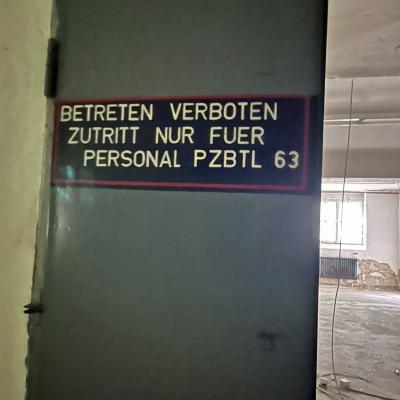 BETRETEN VERBOTEN
ZUTRITT NUR FUER
PERSONAL PZBTL 63